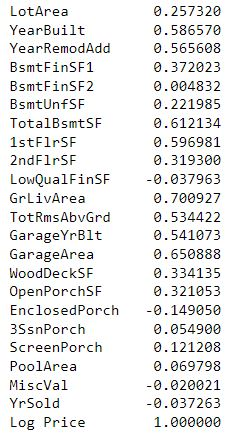 LotArea 0.257320
YearBuilt 0.586570
YearRemodAdd 0.565608
BsmtFinSF1 0.372023
BsmtFinSF2 0.004832
BsmtUnfSF 0.221985
TotalBsmtSF 0.612134
1stFlrSF 0.596981
2ndFlrSF 0.319300
LowQualFinSF -0.037963
GrLivArea 0.700927
TotRmsAbvGrd 0.534422
GarageYrBlt 0.541073
GarageArea 0.650888
WoodDeckSF 0.334135
OpenPorchSF 0.321053
EnclosedPorch -0.149050
3SsnPorch 0.054900
ScreenPorch 0.121208
PoolArea 0.069798
MiscVal -0.020021
YrSold -0.037263
Log Price 1.000000